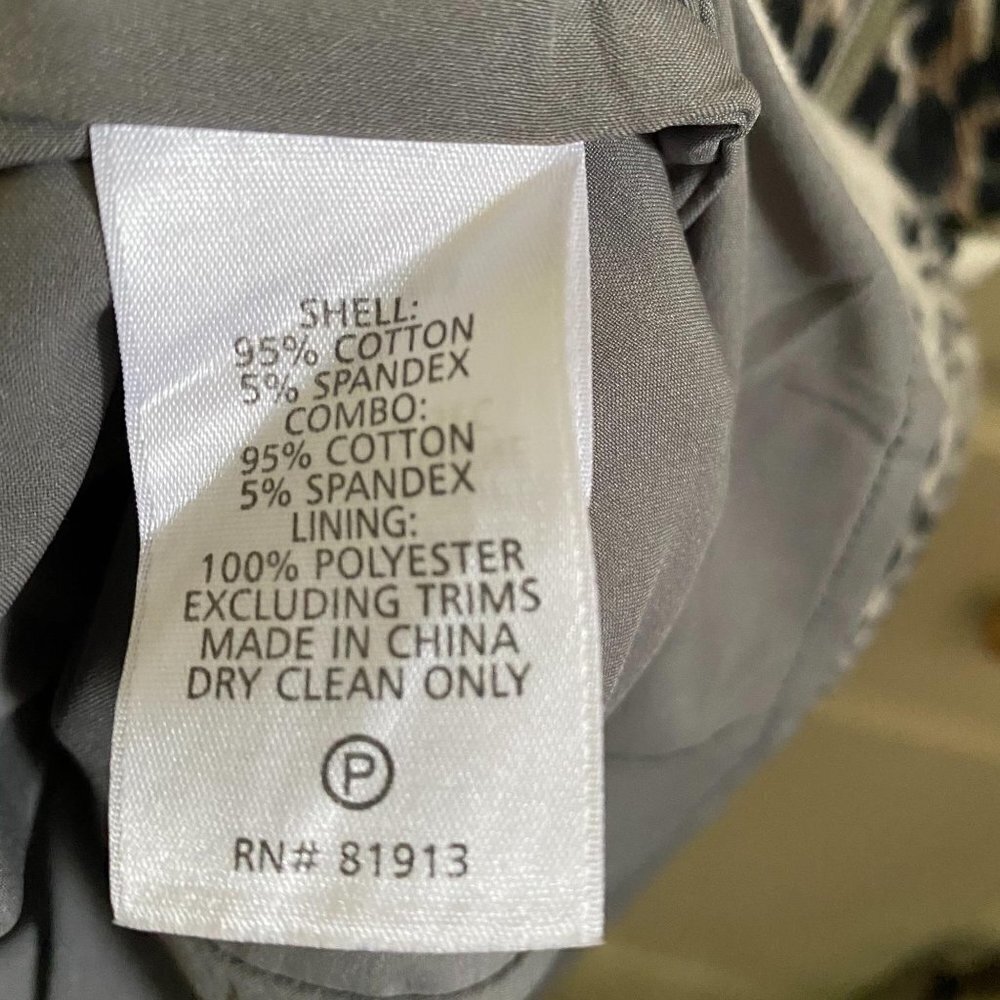 SHELL:
95% COTTON
5% SPANDEX
COMBO:
95% COTTON
5% SPANDEX
LINING:
100% POLYESTER
EXCLUDING TRIMS
MADE IN CHINA
DRY CLEAN ONLY
P
RN# 81913